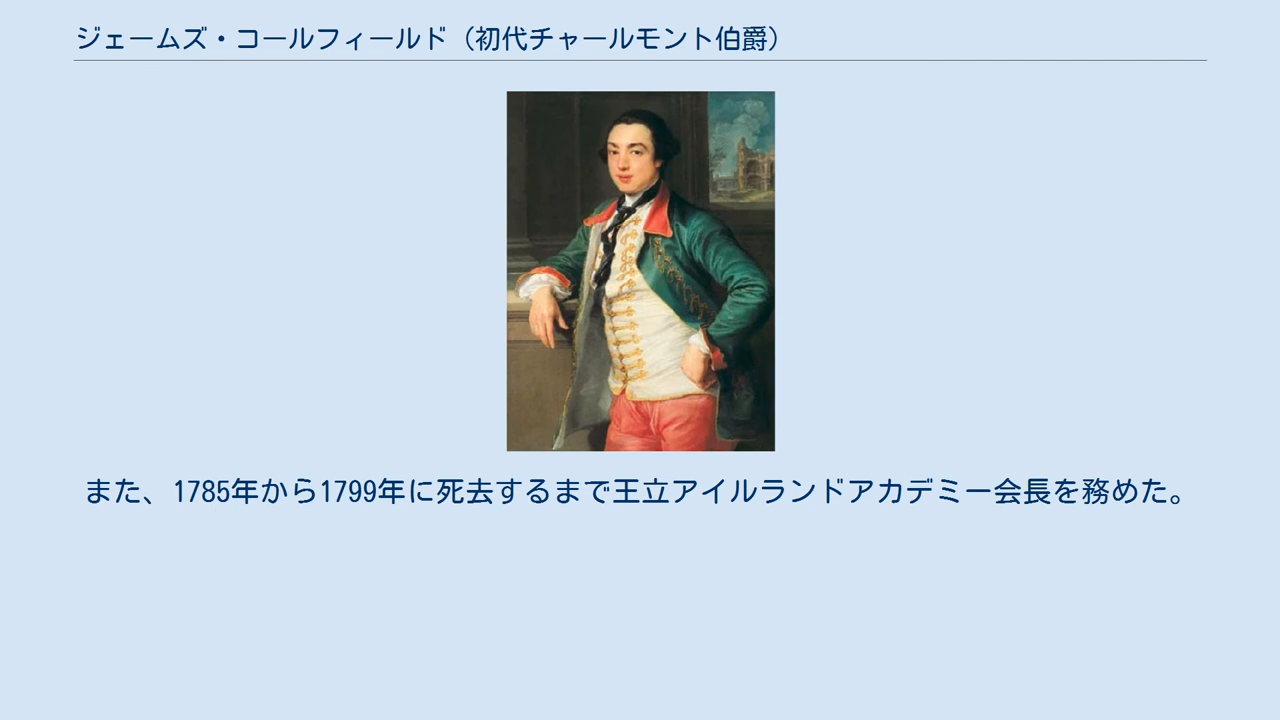 ジェームズ・コールフィールド（初代チャールモント伯爵）
また、1785年から1799年に死去するまで王立アイルランドアカデミー会長を務めた。